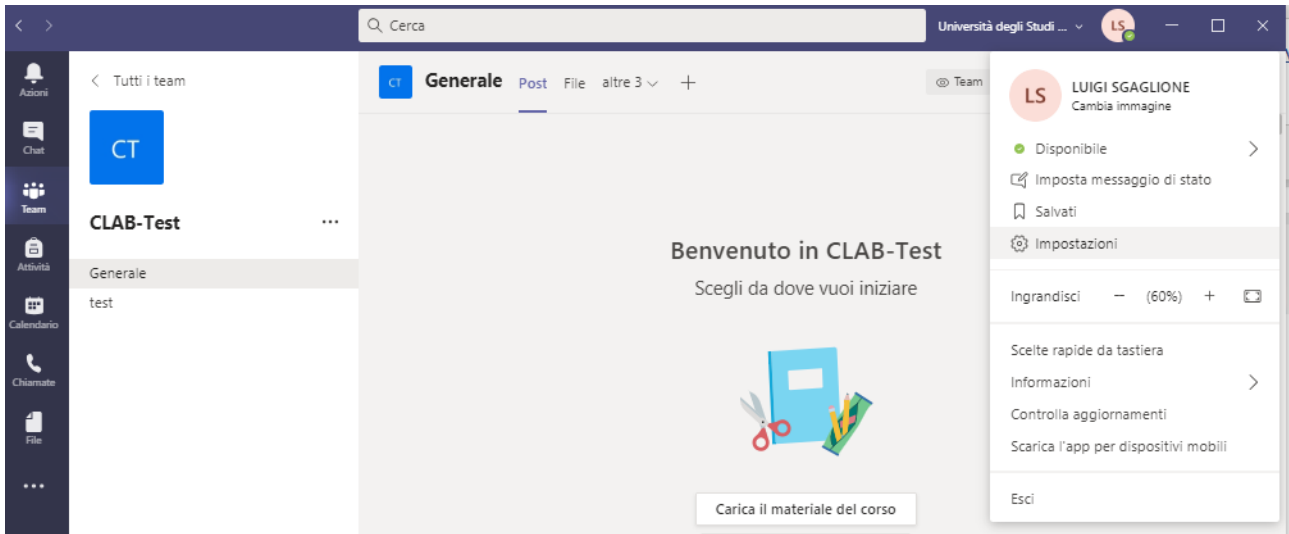 Cerca
Università degli Studi ...
LS
Azioni
Chat
Team
Attività
Calendario
Chiamate
File
Tutti i team
CT
CLAB-Test
Generale
test
CT
Generale
Post
File
altre 3
Team
Benvenuto in CLAB-Test
Scegli da dove vuoi iniziare
Carica il materiale del corso
LS
LUIGI SGAGLIONE
Cambia immagine
Disponibile
Imposta messaggio di stato
Salvati
Impostazioni
Ingrandisci − (60%) +
Scelte rapide da tastiera
Informazioni
Controlla aggiornamenti
Scarica l'app per dispositivi mobili
Esci